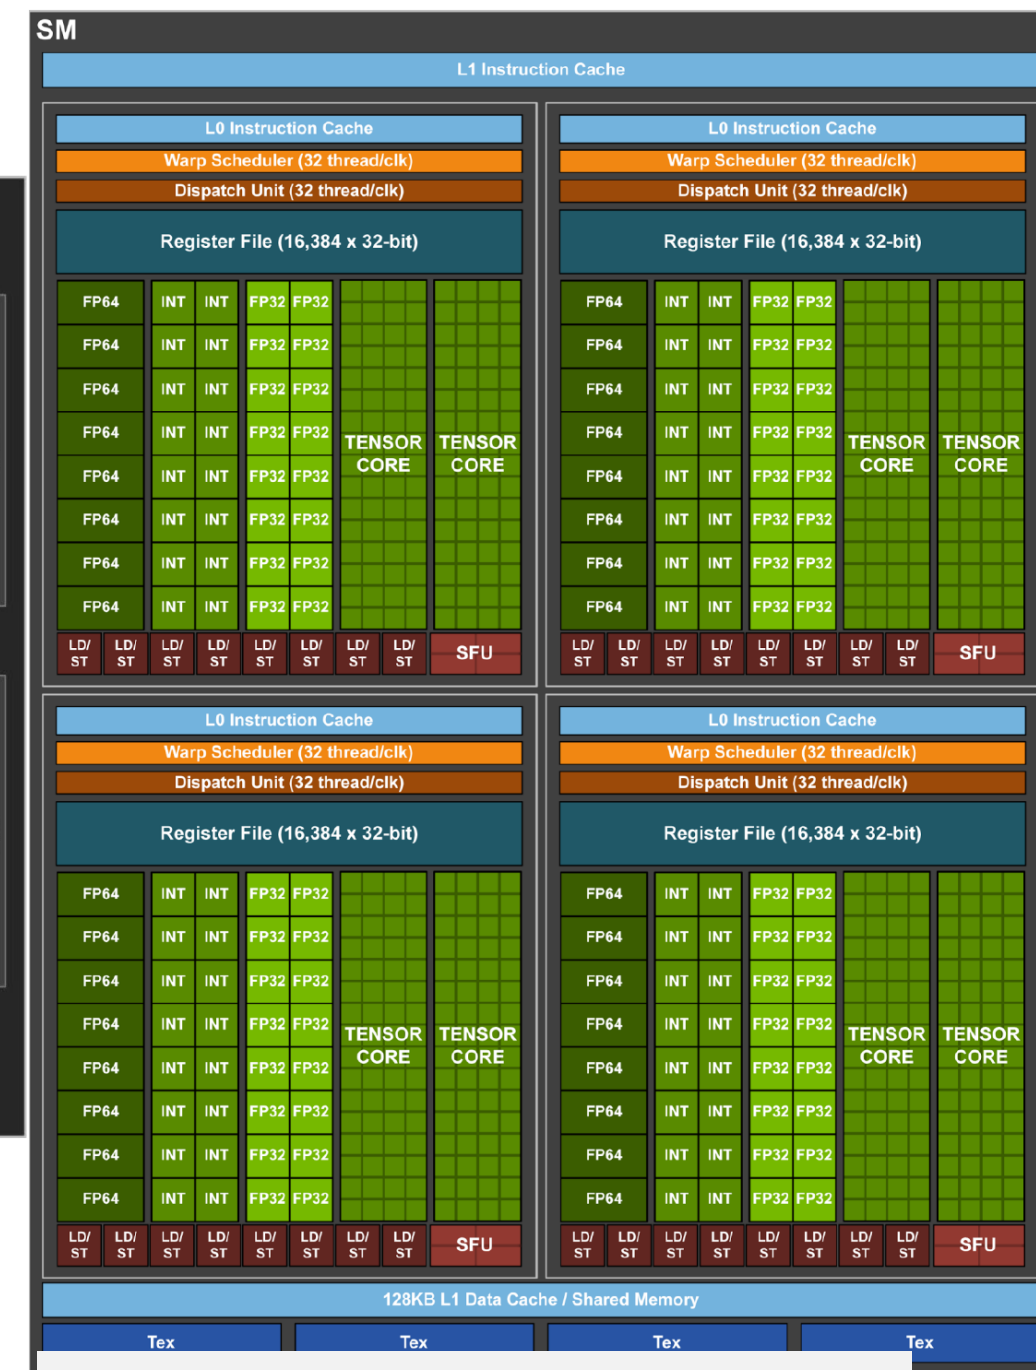 SM
L1 Instruction Cache
L0 Instruction Cache L0 Instruction Cache
Warp Scheduler (32 thread/clk) Warp Scheduler (32 thread/clk)
Dispatch Unit (32 thread/clk) Dispatch Unit (32 thread/clk)
Register File (16,384 x 32-bit) Register File (16,384 x 32-bit)
FP64 INT INT FP32 FP32 FP64 INT INT FP32 FP32
FP64 INT INT FP32 FP32 FP64 INT INT FP32 FP32
FP64 INT INT FP32 FP32 FP64 INT INT FP32 FP32
FP64 INT INT FP32 FP32 TENSOR TENSOR FP64 INT INT FP32 FP32 TENSOR TENSOR
FP64 INT INT FP32 FP32 CORE CORE FP64 INT INT FP32 FP32 CORE CORE
FP64 INT INT FP32 FP32 FP64 INT INT FP32 FP32
FP64 INT INT FP32 FP32 FP64 INT INT FP32 FP32
FP64 INT INT FP32 FP32 FP64 INT INT FP32 FP32
LD/ LD/ LD/ LD/ LD/ LD/ LD/ LD/ SFU LD/ LD/ LD/ LD/ LD/ LD/ LD/ LD/ SFU
ST ST ST ST ST ST ST ST ST ST ST ST ST ST ST ST
L0 Instruction Cache L0 Instruction Cache
Warp Scheduler (32 thread/clk) Warp Scheduler (32 thread/clk)
Dispatch Unit (32 thread/clk) Dispatch Unit (32 thread/clk)
Register File (16,384 x 32-bit) Register File (16,384 x 32-bit)
FP64 INT INT FP32 FP32 FP64 INT INT FP32 FP32
FP64 INT INT FP32 FP32 FP64 INT INT FP32 FP32
FP64 INT INT FP32 FP32 FP64 INT INT FP32 FP32
FP64 INT INT FP32 FP32 TENSOR TENSOR FP64 INT INT FP32 FP32 TENSOR TENSOR
FP64 INT INT FP32 FP32 CORE CORE FP64 INT INT FP32 FP32 CORE CORE
FP64 INT INT FP32 FP32 FP64 INT INT FP32 FP32
FP64 INT INT FP32 FP32 FP64 INT INT FP32 FP32
FP64 INT INT FP32 FP32 FP64 INT INT FP32 FP32
LD/ LD/ LD/ LD/ LD/ LD/ LD/ LD/ SFU LD/ LD/ LD/ LD/ LD/ LD/ LD/ LD/ SFU
ST ST ST ST ST ST ST ST ST ST ST ST ST ST ST ST
128KB L1 Data Cache / Shared Memory
Tex Tex Tex Tex